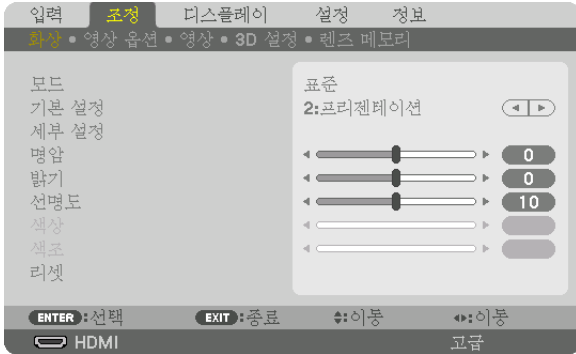 입력 조정 디스플레이 설정 정보
화상 • 영상 옵션 • 영상 • 3D 설정 • 렌즈 메모리
모드 표준
기본 설정 2:프리젠테이션
세부 설정
명암 0
밝기 0
선명도 10
색상
색조
리셋
ENTER:선택 EXIT:종료 :이동 :이동
HDMI 고급